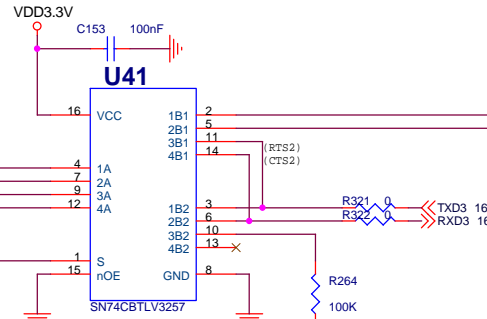 VDD3.3V
C153 100nF
U41
16 VCC 1B1 2
2B1 5
3B1 11 (RTS2)
4B1 14 (CTS2)
4 1A
7 2A
9 3A 1B2 3 R321 0 TXD3 16
12 4A 2B2 6 R322 0 RXD3 16
3B2 10
4B2 13
1 S
15 nOE GND 8 R264
SN74CBTLV3257 100K